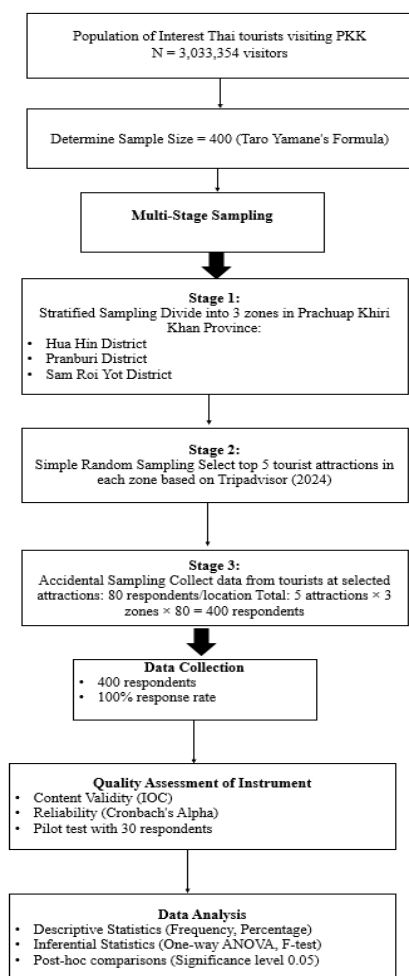 Population of Interest Thai tourists visiting PKK
N = 3,033,354 visitors
Determine Sample Size = 400 (Taro Yamane's Formula)
Multi-Stage Sampling
Stage 1:
Stratified Sampling Divide into 3 zones in Prachuap Khiri
Khan Province:
• Hua Hin District
• Pranburi District
• Sam Roi Yot District
Stage 2:
Simple Random Sampling Select top 5 tourist attractions in
each zone based on Tripadvisor (2024)
Stage 3:
Accidental Sampling Collect data from tourists at selected
attractions: 80 respondents/location Total: 5 attractions × 3
zones × 80 = 400 respondents
Data Collection
• 400 respondents
• 100% response rate
Quality Assessment of Instrument
• Content Validity (IOC)
• Reliability (Cronbach's Alpha)
• Pilot test with 30 respondents
Data Analysis
• Descriptive Statistics (Frequency, Percentage)
• Inferential Statistics (One-way ANOVA, F-test)
• Post-hoc comparisons (Significance level 0.05)